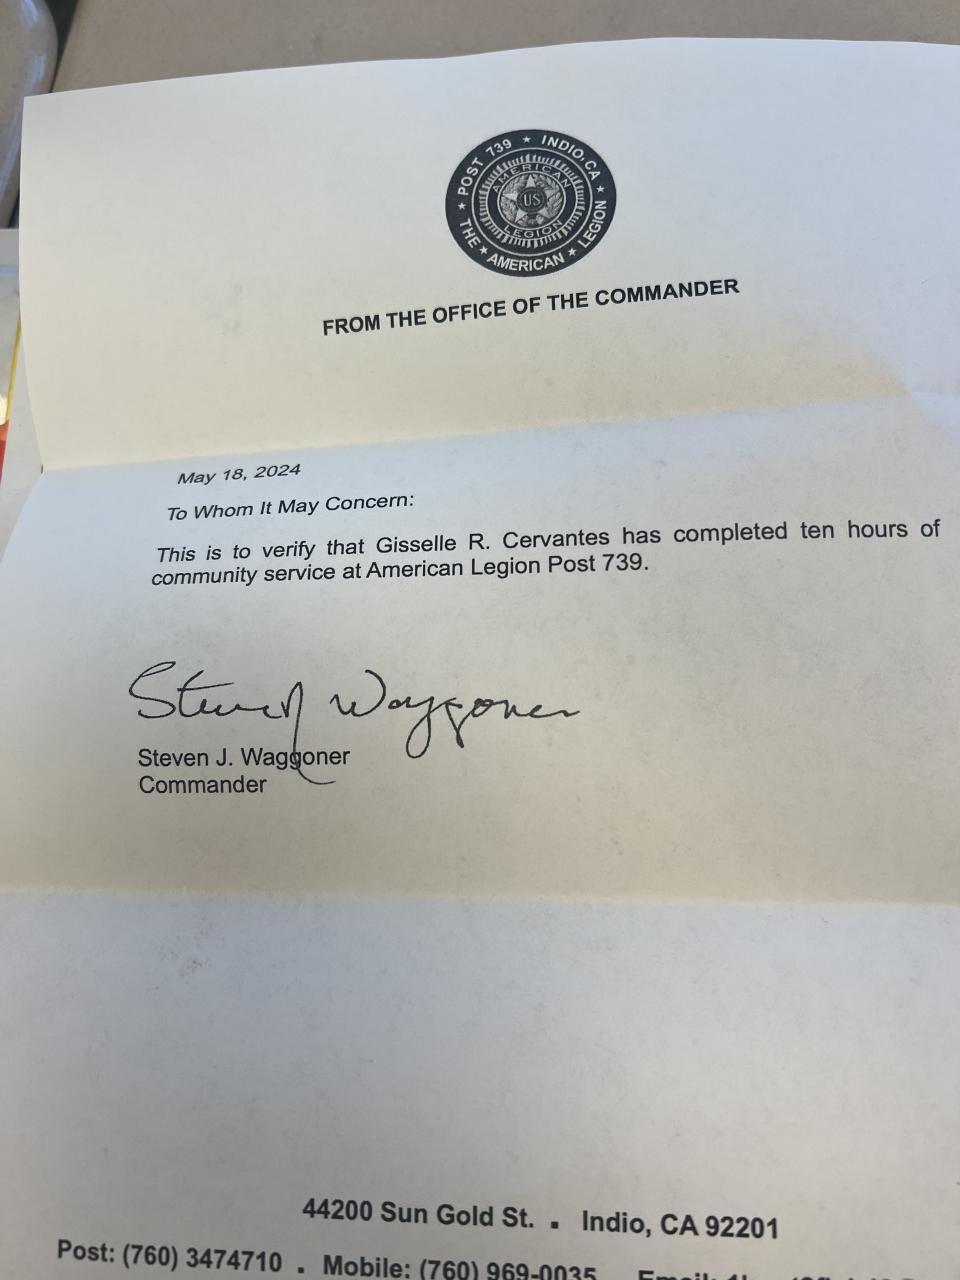 POST 739 ★ INDIO, CA ★ THE ★ AMERICAN ★ LEGION ★
AMERICAN
US
LEGION
FROM THE OFFICE OF THE COMMANDER
May 18, 2024
To Whom It May Concern:
This is to verify that Gisselle R. Cervantes has completed ten hours of
community service at American Legion Post 739.
Steven J Waggoner
Steven J. Waggoner
Commander
44200 Sun Gold St. ▪ Indio, CA 92201
Post: (760) 3474710 ▪ Mobile: (760) 969-0035 Email: